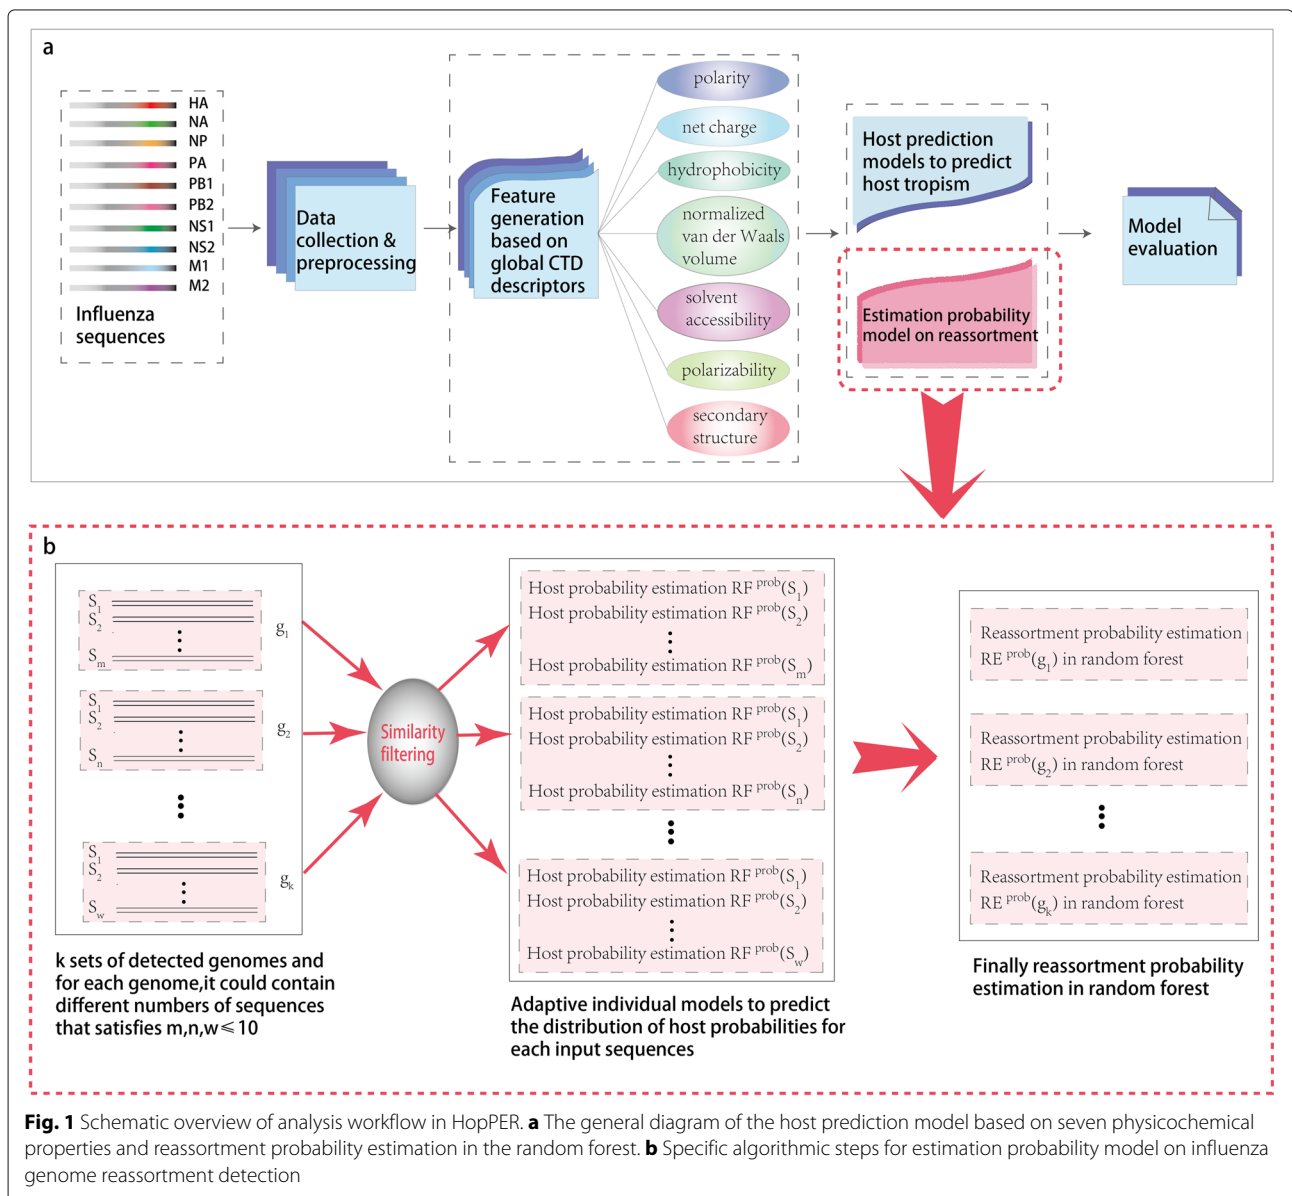 a
HA
NA
NP
PA
PB1
PB2
NS1
NS2
M1
M2
Influenza
sequences
Data
collection &
preprocessing
Feature
generation
based on
global CTD
descriptors
polarity
net charge
hydrophobicity
normalized
van der Waals
volume
solvent
accessibility
polarizability
secondary
structure
Host prediction
models to predict
host tropism
Estimation probability
model on reassortment
Model
evaluation
b
S1
S2
Sm
g1
S1
S2
Sn
g2
S1
S2
Sw
gk
k sets of detected genomes and
for each genome,it could contain
different numbers of sequences
that satisfies m,n,w⩽10
Similarity
filtering
Host probability estimation RF prob(S1)
Host probability estimation RF prob(S2)
Host probability estimation RF prob(Sm)
Host probability estimation RF prob(S1)
Host probability estimation RF prob(S2)
Host probability estimation RF prob(Sn)
Host probability estimation RF prob(S1)
Host probability estimation RF prob(S2)
Host probability estimation RF prob(Sw)
Adaptive individual models to predict
the distribution of host probabilities for
each input sequences
Reassortment probability estimation
RE prob(g1) in random forest
Reassortment probability estimation
RE prob(g2) in random forest
Reassortment probability estimation
RE prob(gk) in random forest
Finally reassortment probability
estimation in random forest
Fig. 1 Schematic overview of analysis workflow in HopPER. a The general diagram of the host prediction model based on seven physicochemical
properties and reassortment probability estimation in the random forest. b Specific algorithmic steps for estimation probability model on influenza
genome reassortment detection